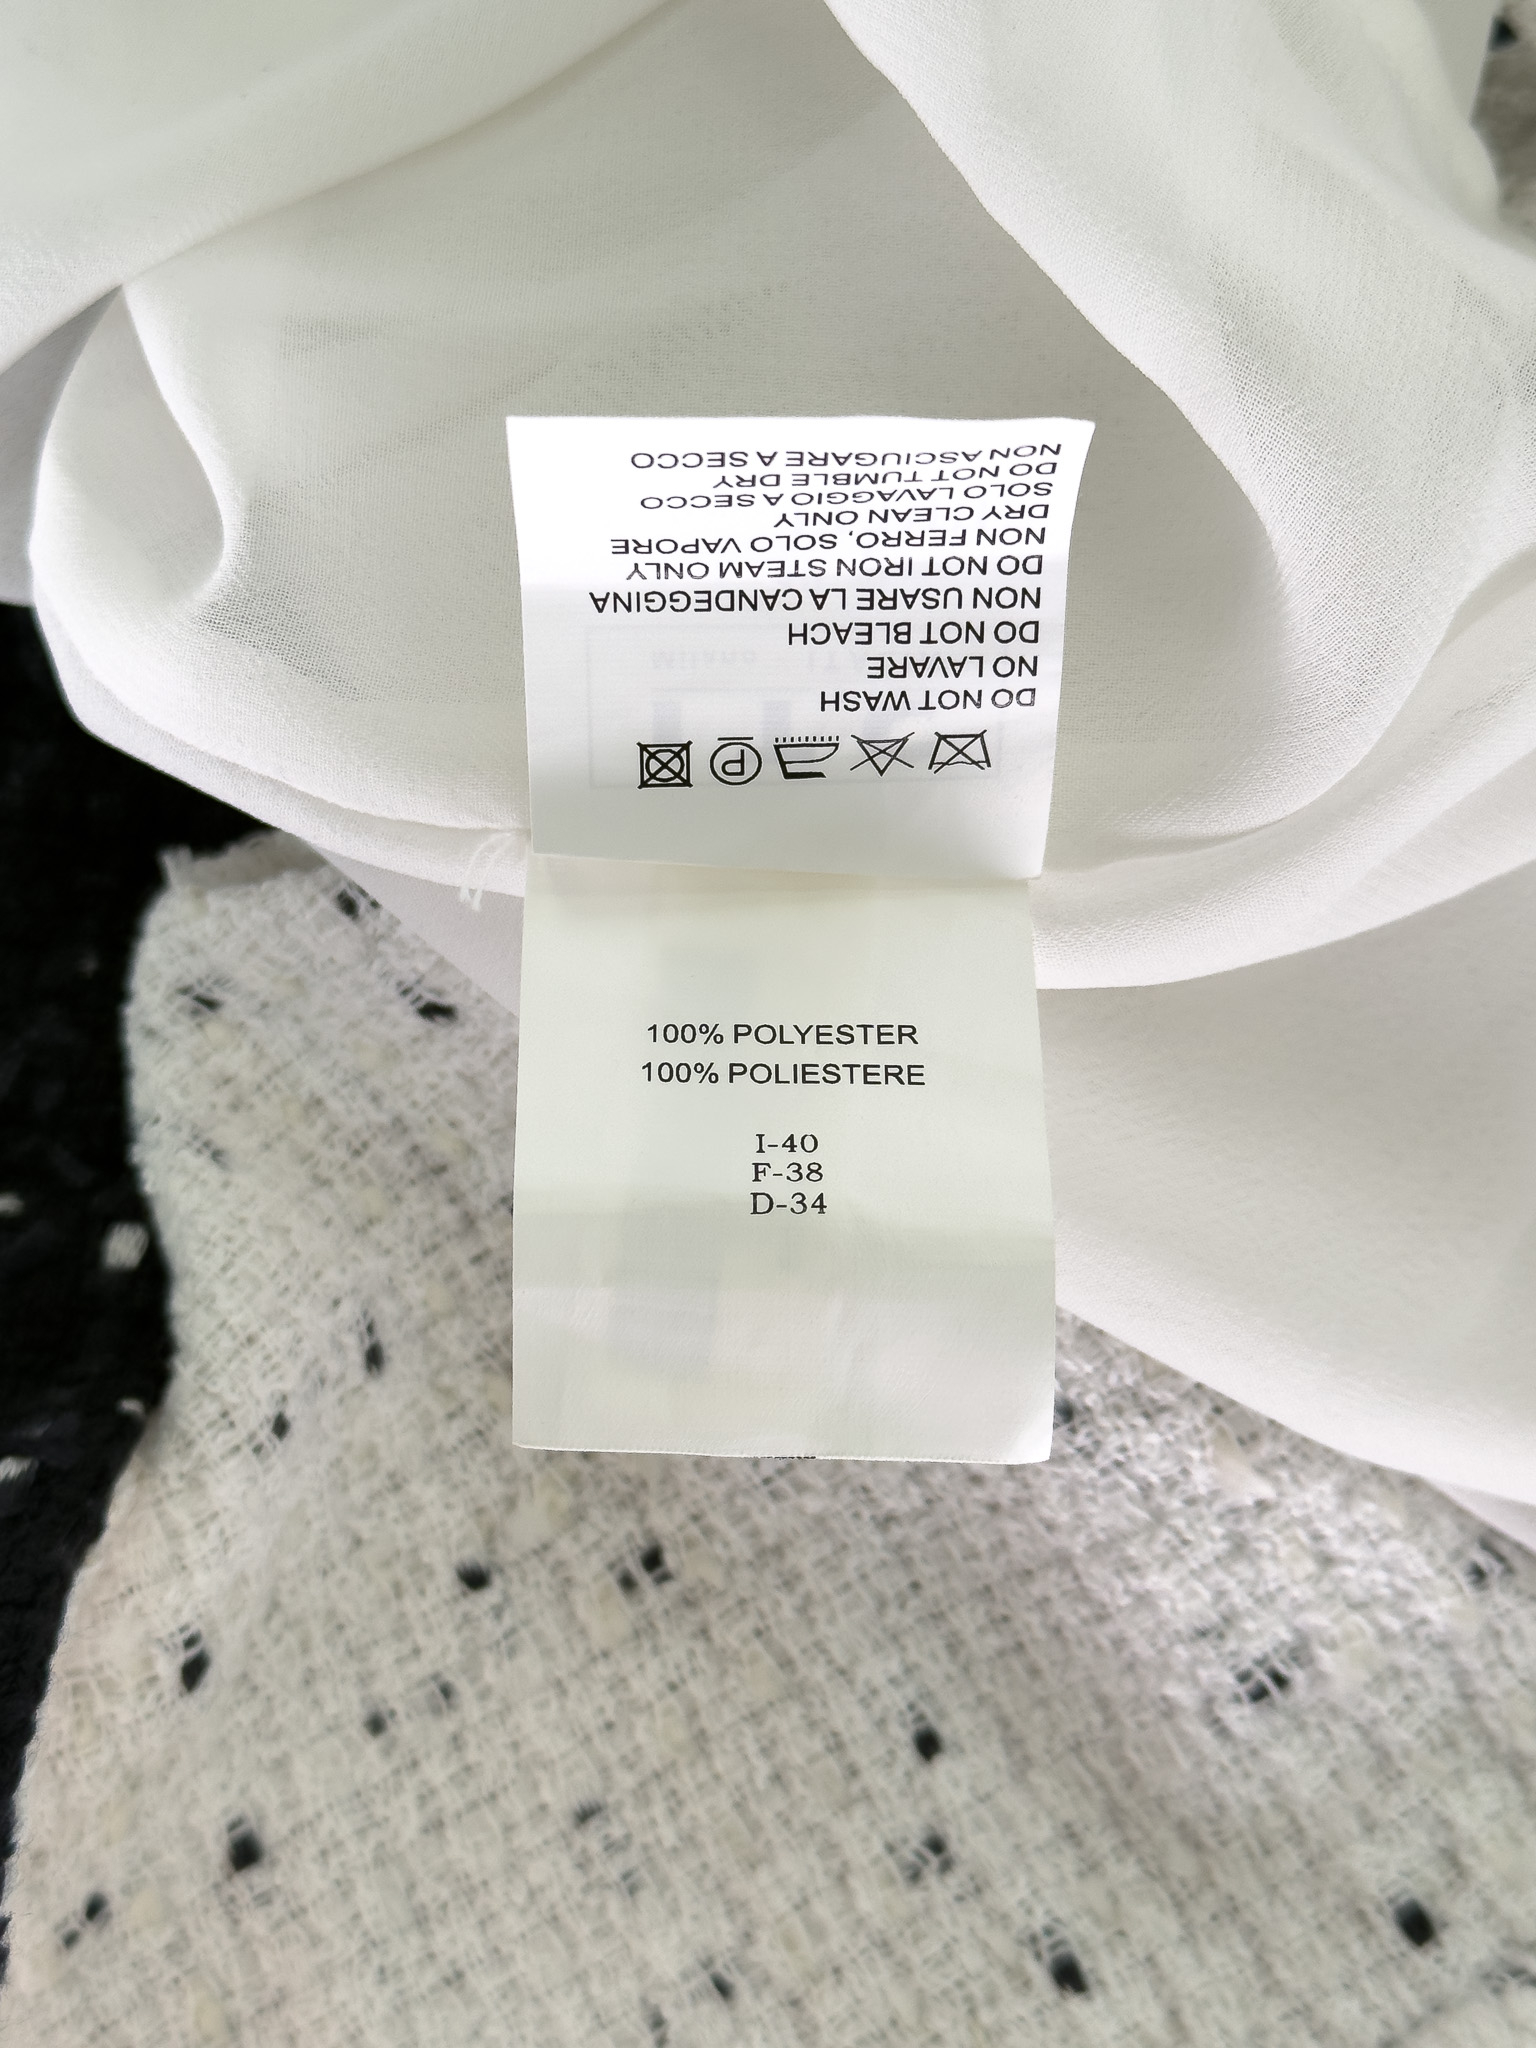 DO NOT WASH
NO LAVARE
DO NOT BLEACH
NON USARE LA CANDEGGINA
DO NOT IRON STEAM ONLY
NON FERRO, SOLO VAPORE
DRY CLEAN ONLY
SOLO LAVAGGIO A SECCO
DO NOT TUMBLE DRY
NON ASCIUGARE A SECCO
P
100% POLYESTER
100% POLIESTERE
I-40
F-38
D-34